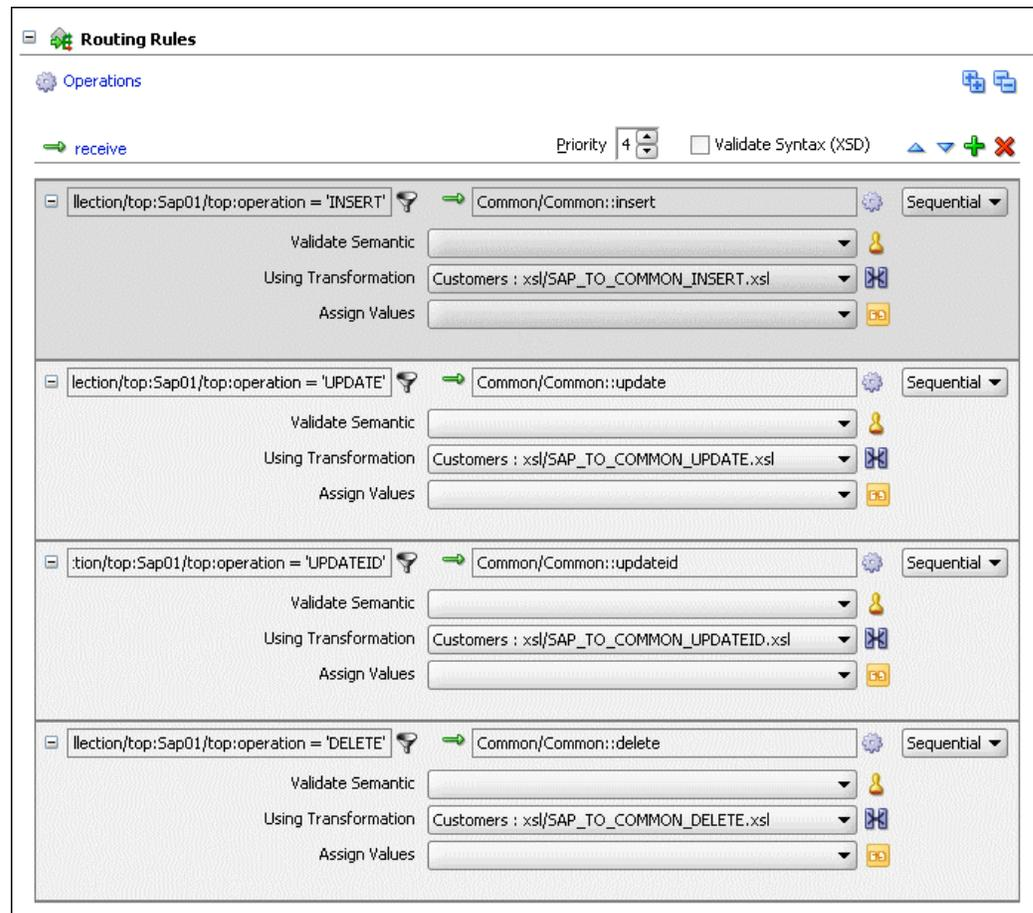 Routing Rules
Operations
receive Priority 4 Validate Syntax (XSD)
llection/top:Sap01/top:operation = 'INSERT' Common/Common::insert Sequential
Validate Semantic
Using Transformation Customers : xsl/SAP_TO_COMMON_INSERT.xsl
Assign Values
lection/top:Sap01/top:operation = 'UPDATE' Common/Common::update Sequential
Validate Semantic
Using Transformation Customers : xsl/SAP_TO_COMMON_UPDATE.xsl
Assign Values
:tion/top:Sap01/top:operation = 'UPDATEID' Common/Common::updateid Sequential
Validate Semantic
Using Transformation Customers : xsl/SAP_TO_COMMON_UPDATEID.xsl
Assign Values
llection/top:Sap01/top:operation = 'DELETE' Common/Common::delete Sequential
Validate Semantic
Using Transformation Customers : xsl/SAP_TO_COMMON_DELETE.xsl
Assign Values